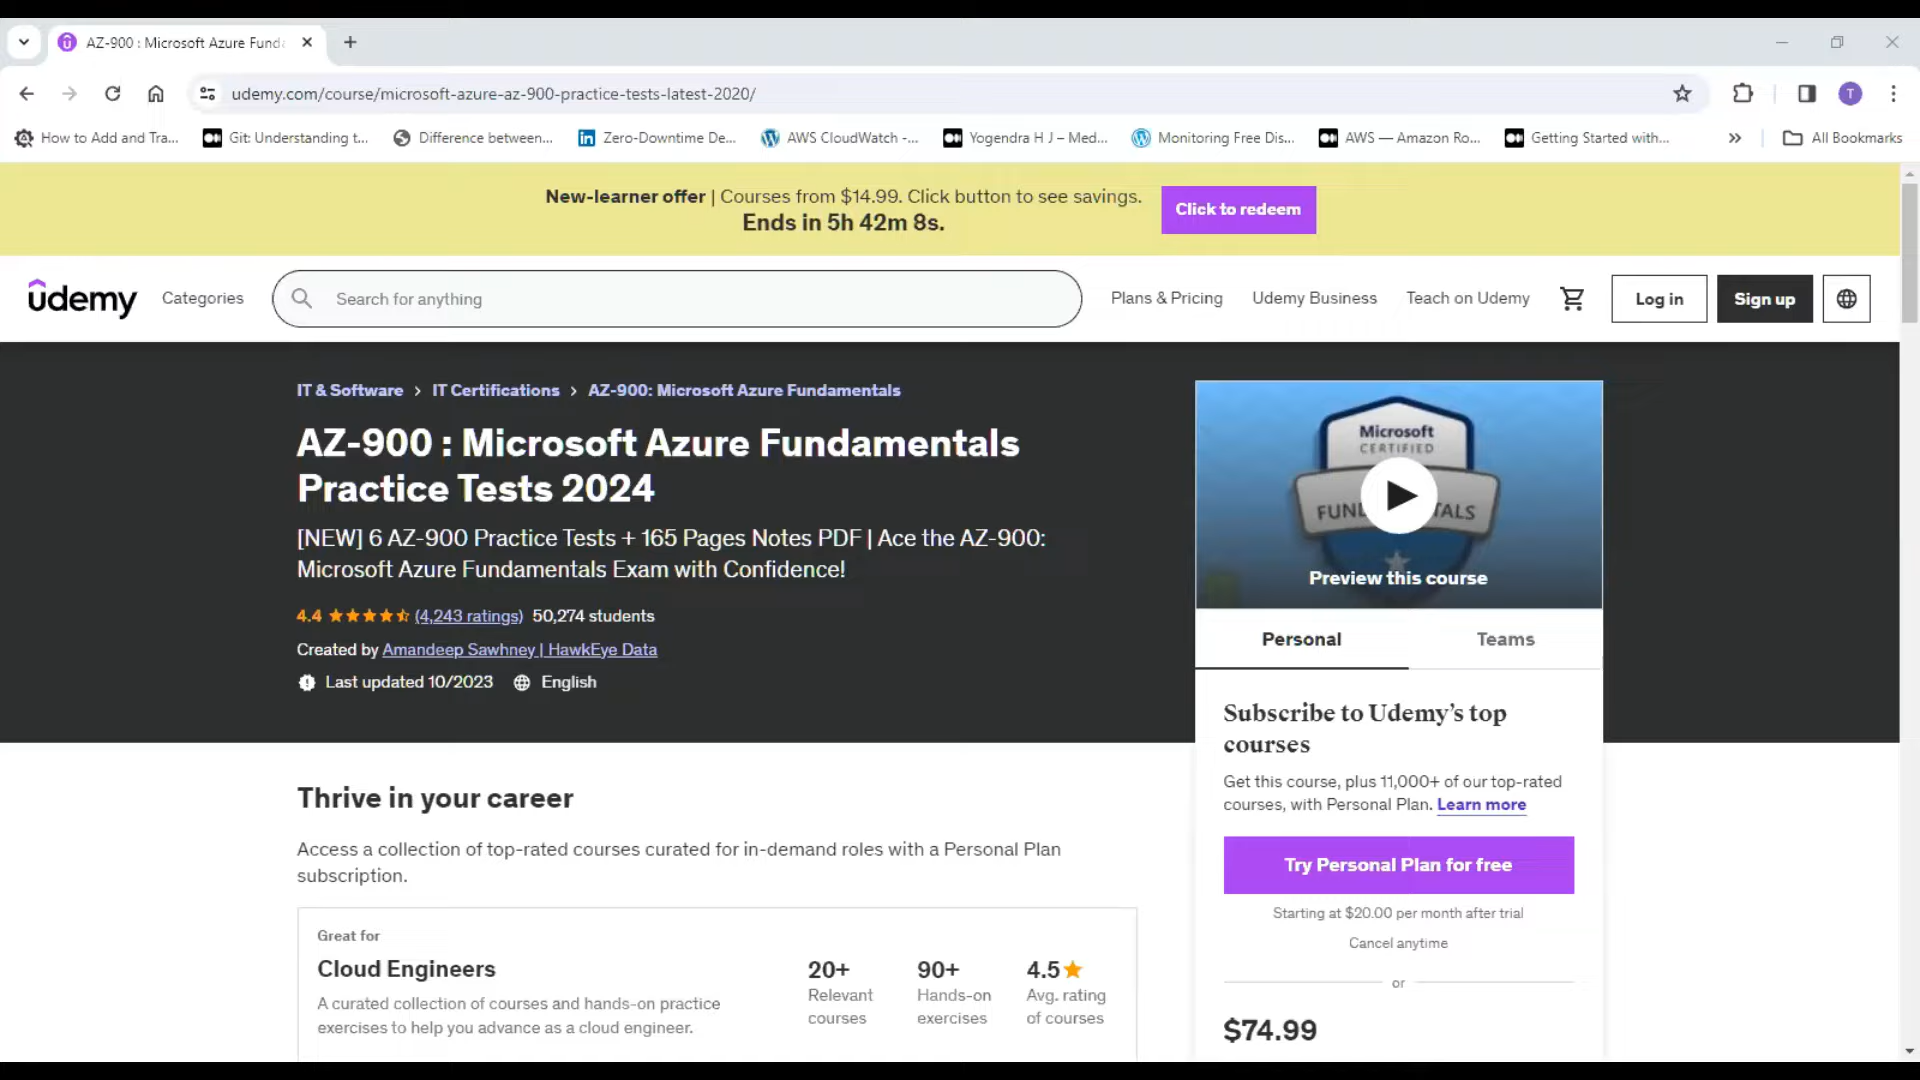 AZ-900 : Microsoft Azure Fund
udemy.com/course/microsoft-azure-az-900-practice-tests-latest-2020/
T
How to Add and Tra...
Git: Understanding t...
Difference between...
Zero-Downtime De...
AWS CloudWatch -...
Yogendra H J – Med...
Monitoring Free Dis...
AWS — Amazon Ro...
Getting Started with...
All Bookmarks
New-learner offer | Courses from $14.99. Click button to see savings.
Ends in 5h 42m 8s.
Click to redeem
udemy
Categories
Search for anything
Plans & Pricing
Udemy Business
Teach on Udemy
Log in
Sign up
IT & Software > IT Certifications > AZ-900: Microsoft Azure Fundamentals
AZ-900 : Microsoft Azure Fundamentals
Practice Tests 2024
[NEW] 6 AZ-900 Practice Tests + 165 Pages Notes PDF | Ace the AZ-900:
Microsoft Azure Fundamentals Exam with Confidence!
4.4 (4,243 ratings) 50,274 students
Created by Amandeep Sawhney | HawkEye Data
Last updated 10/2023 English
Microsoft
CERTIFIED
FUN TALS
Preview this course
Personal
Teams
Subscribe to Udemy's top
courses
Get this course, plus 11,000+ of our top-rated
courses, with Personal Plan. Learn more
Try Personal Plan for free
Starting at $20.00 per month after trial
Cancel anytime
or
$74.99
Thrive in your career
Access a collection of top-rated courses curated for in-demand roles with a Personal Plan
subscription.
Great for
Cloud Engineers
A curated collection of courses and hands-on practice
exercises to help you advance as a cloud engineer.
20+
Relevant
courses
90+
Hands-on
exercises
4.5
Avg. rating
of courses